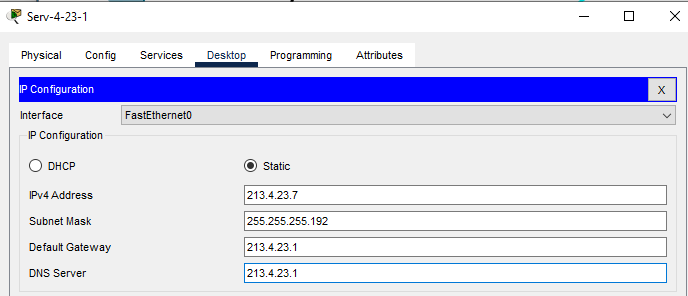 Serv-4-23-1
Physical Config Services Desktop Programming Attributes
IP Configuration X
Interface FastEthernet0
IP Configuration
DHCP Static
IPv4 Address 213.4.23.7
Subnet Mask 255.255.255.192
Default Gateway 213.4.23.1
DNS Server 213.4.23.1